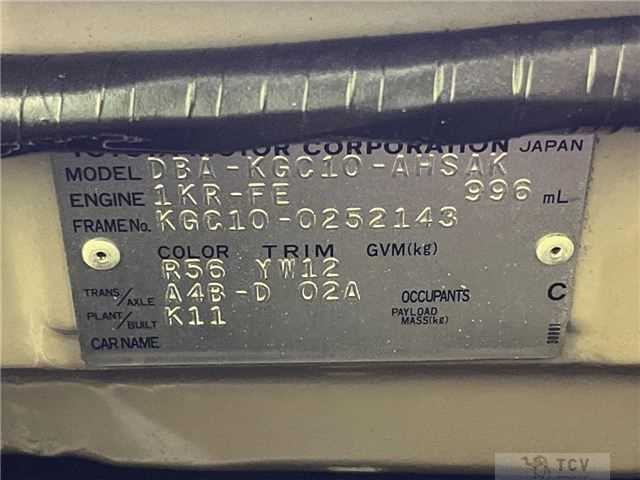 TOYOTA MOTOR CORPORATION JAPAN
MODEL DBA-KGC10-AHSAK
ENGINE 1KR-FE 996 mL
FRAME No. KGC10-0252143
COLOR TRIM GVM(kg)
R56 YW12
TRANS/AXLE A4B-D 02A OCCUPANTS C
PLANT/BUILT K11 PAYLOAD MASS(kg)
CAR NAME
TCV